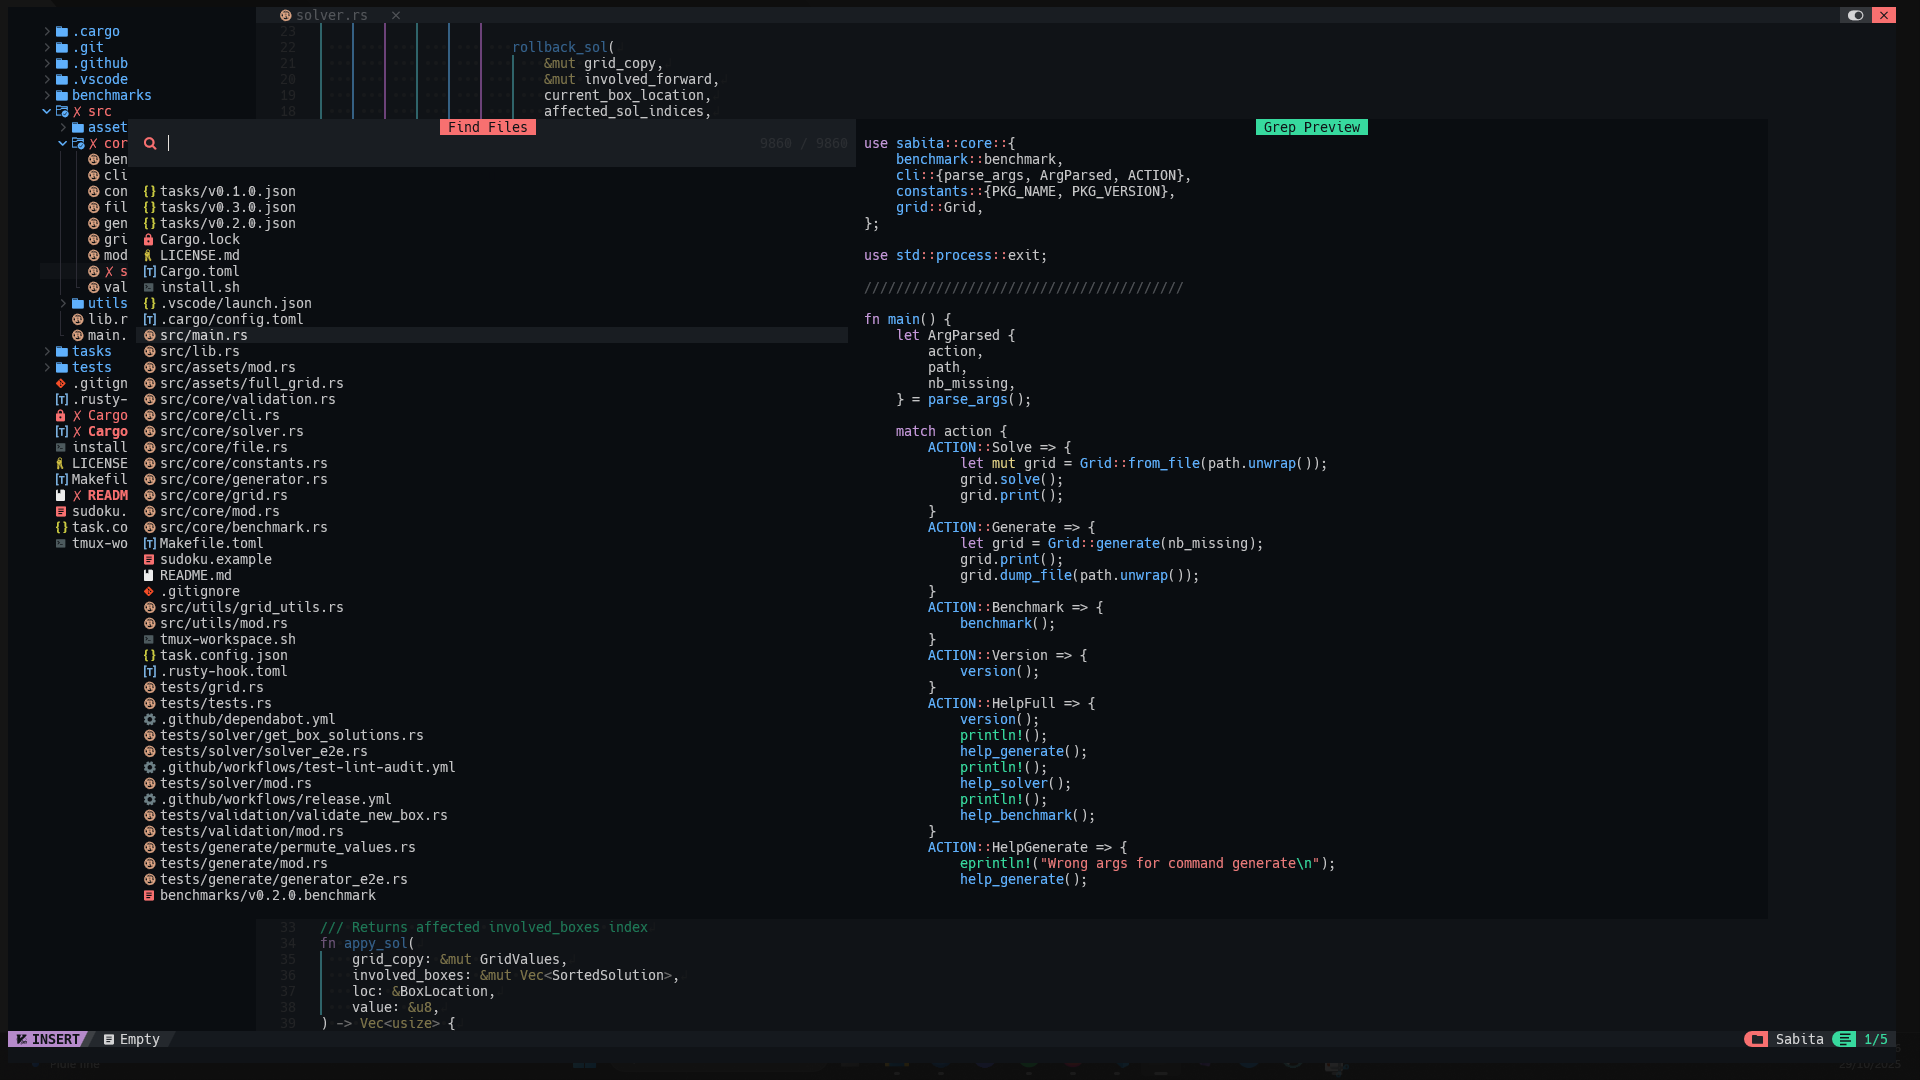 solver.rs
.cargo
.git
.github
.vscode
benchmarks
src
asset
cor
ben
cli
con
fil
gen
gri
mod
s
val
utils
lib.r
main.
tasks
tests
.gitign
.rusty-
Cargo
Cargo
install
LICENSE
Makefil
READM
sudoku.
task.co
tmux-wo
23
22 rollback_sol(
21 &mut grid_copy,
20 &mut involved_forward,
19 current_box_location,
18 affected_sol_indices,
Find Files
9860 / 9860
tasks/v0.1.0.json
tasks/v0.3.0.json
tasks/v0.2.0.json
Cargo.lock
LICENSE.md
Cargo.toml
install.sh
.vscode/launch.json
.cargo/config.toml
src/main.rs
src/lib.rs
src/assets/mod.rs
src/assets/full_grid.rs
src/core/validation.rs
src/core/cli.rs
src/core/solver.rs
src/core/file.rs
src/core/constants.rs
src/core/generator.rs
src/core/grid.rs
src/core/mod.rs
src/core/benchmark.rs
Makefile.toml
sudoku.example
README.md
.gitignore
src/utils/grid_utils.rs
src/utils/mod.rs
tmux-workspace.sh
task.config.json
.rusty-hook.toml
tests/grid.rs
tests/tests.rs
.github/dependabot.yml
tests/solver/get_box_solutions.rs
tests/solver/solver_e2e.rs
.github/workflows/test-lint-audit.yml
tests/solver/mod.rs
.github/workflows/release.yml
tests/validation/validate_new_box.rs
tests/validation/mod.rs
tests/generate/permute_values.rs
tests/generate/mod.rs
tests/generate/generator_e2e.rs
benchmarks/v0.2.0.benchmark
Grep Preview
use sabita::core::{
benchmark::benchmark,
cli::{parse_args, ArgParsed, ACTION},
constants::{PKG_NAME, PKG_VERSION},
grid::Grid,
};
use std::process::exit;
////////////////////////////////////////
fn main() {
let ArgParsed {
action,
path,
nb_missing,
} = parse_args();
match action {
ACTION::Solve => {
let mut grid = Grid::from_file(path.unwrap());
grid.solve();
grid.print();
}
ACTION::Generate => {
let grid = Grid::generate(nb_missing);
grid.print();
grid.dump_file(path.unwrap());
}
ACTION::Benchmark => {
benchmark();
}
ACTION::Version => {
version();
}
ACTION::HelpFull => {
version();
println!();
help_generate();
println!();
help_solver();
println!();
help_benchmark();
}
ACTION::HelpGenerate => {
eprintln!("Wrong args for command generate\n");
help_generate();
33 /// Returns affected involved_boxes index
34 fn appy_sol(
35 grid_copy: &mut GridValues,
36 involved_boxes: &mut Vec<SortedSolution>,
37 loc: &BoxLocation,
38 value: &u8,
39 ) -> Vec<usize> {
INSERT Empty
Sabita 1/5